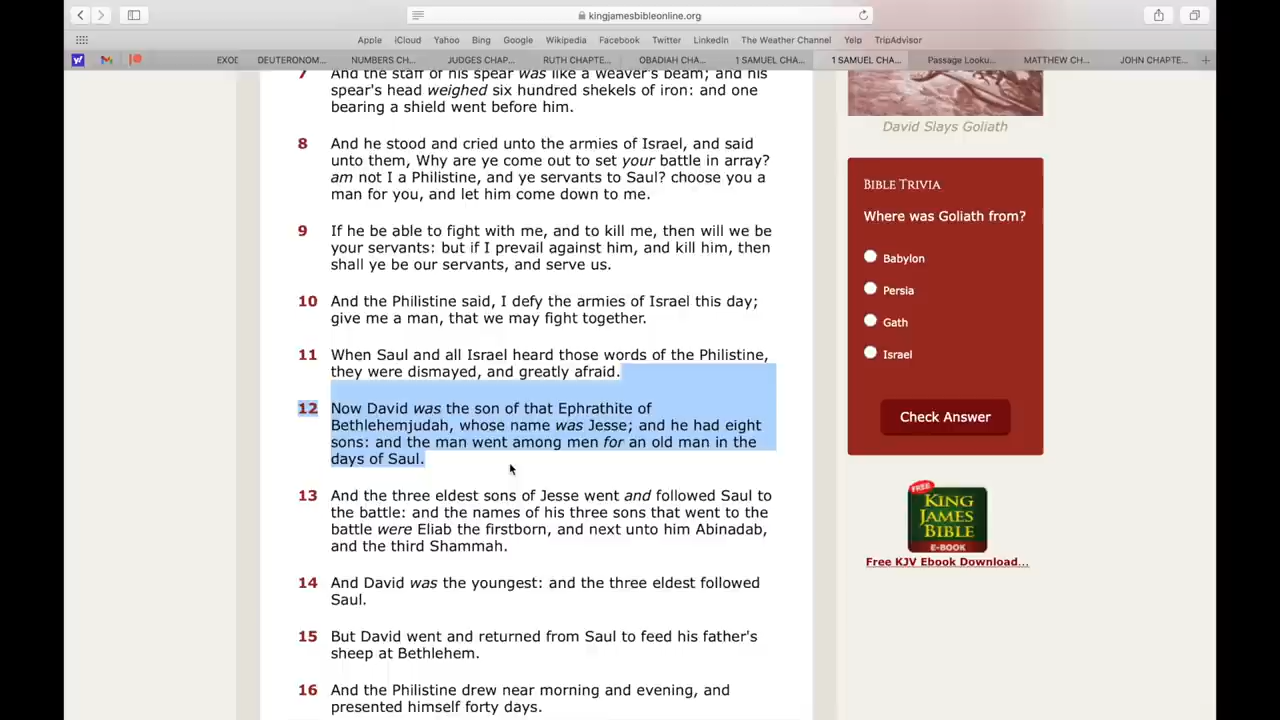 kingjamesbibleonline.org
Apple iCloud Yahoo Bing Google Wikipedia Facebook Twitter LinkedIn The Weather Channel Yelp TripAdvisor
EXOD DEUTERONOM... NUMBERS CH... JUDGES CHAP... RUTH CHAPTE... OBADIAH CHA... 1 SAMUEL CHA... 1 SAMUEL CHA... Passage Looku... MATTHEW CH... JOHN CHAPTE...
7 And the staff of his spear was like a weaver's beam; and his
spear's head weighed six hundred shekels of iron: and one
bearing a shield went before him.
8 And he stood and cried unto the armies of Israel, and said
unto them, Why are ye come out to set your battle in array?
am not I a Philistine, and ye servants to Saul? choose you a
man for you, and let him come down to me.
9 If he be able to fight with me, and to kill me, then will we be
your servants: but if I prevail against him, and kill him, then
shall ye be our servants, and serve us.
10 And the Philistine said, I defy the armies of Israel this day;
give me a man, that we may fight together.
11 When Saul and all Israel heard those words of the Philistine,
they were dismayed, and greatly afraid.
12 Now David was the son of that Ephrathite of
Bethlehemjudah, whose name was Jesse; and he had eight
sons: and the man went among men for an old man in the
days of Saul.
13 And the three eldest sons of Jesse went and followed Saul to
the battle: and the names of his three sons that went to the
battle were Eliab the firstborn, and next unto him Abinadab,
and the third Shammah.
14 And David was the youngest: and the three eldest followed
Saul.
15 But David went and returned from Saul to feed his father's
sheep at Bethlehem.
16 And the Philistine drew near morning and evening, and
presented himself forty days.
David Slays Goliath
BIBLE TRIVIA
Where was Goliath from?
Babylon
Persia
Gath
Israel
Check Answer
FREE
KING
JAMES
BIBLE
E-BOOK
Free KJV Ebook Download...